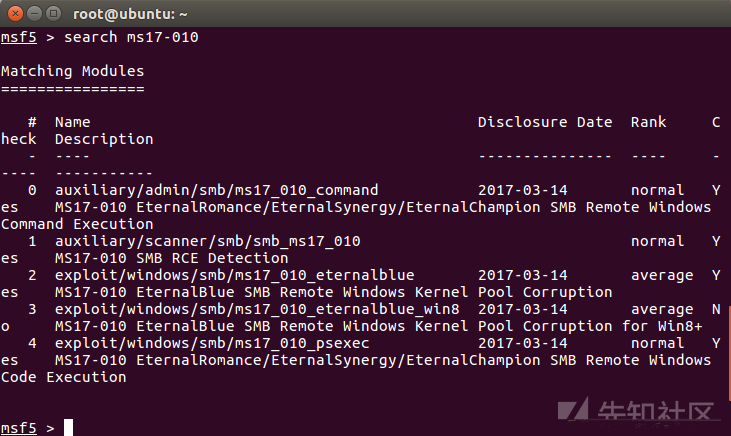 root@ubuntu: ~
msf5 > search ms17-010
Matching Modules
================
#  Name                                      Disclosure Date  Rank     C
heck  Description
-  ----                                      ---------------  ----     -
----  -----------
0  auxiliary/admin/smb/ms17_010_command      2017-03-14       normal   Y
es     MS17-010 EternalRomance/EternalSynergy/EternalChampion SMB Remote Windows
Command Execution
1  auxiliary/scanner/smb/smb_ms17_010                         normal   Y
es     MS17-010 SMB RCE Detection
2  exploit/windows/smb/ms17_010_eternalblue  2017-03-14       average  Y
es     MS17-010 EternalBlue SMB Remote Windows Kernel Pool Corruption
3  exploit/windows/smb/ms17_010_eternalblue_win8  2017-03-14  average  N
o      MS17-010 EternalBlue SMB Remote Windows Kernel Pool Corruption for Win8+
4  exploit/windows/smb/ms17_010_psexec       2017-03-14       normal   Y
es     MS17-010 EternalRomance/EternalSynergy/EternalChampion SMB Remote Windows
Code Execution
msf5 >
先知社区